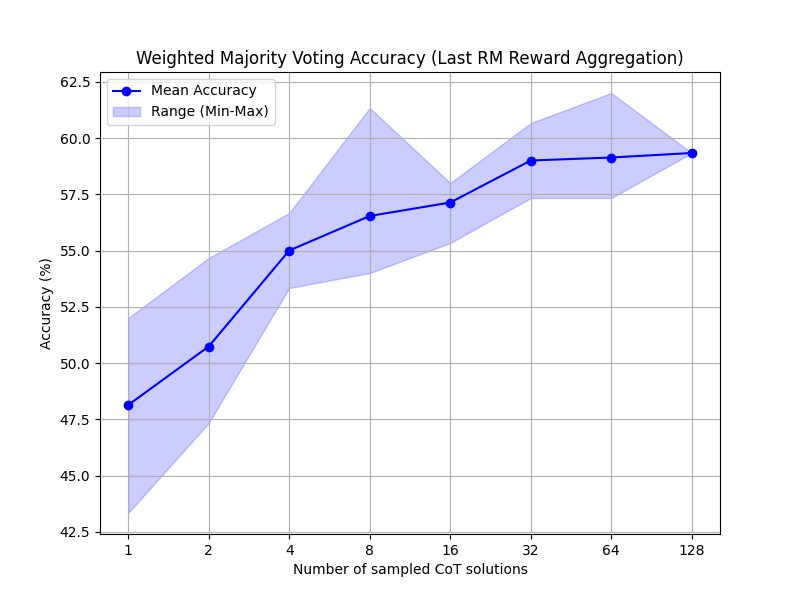 Weighted Majority Voting Accuracy (Last RM Reward Aggregation)
Mean Accuracy
Range (Min-Max)
Accuracy (%)
62.5
60.0
57.5
55.0
52.5
50.0
47.5
45.0
42.5
1 2 4 8 16 32 64 128
Number of sampled CoT solutions